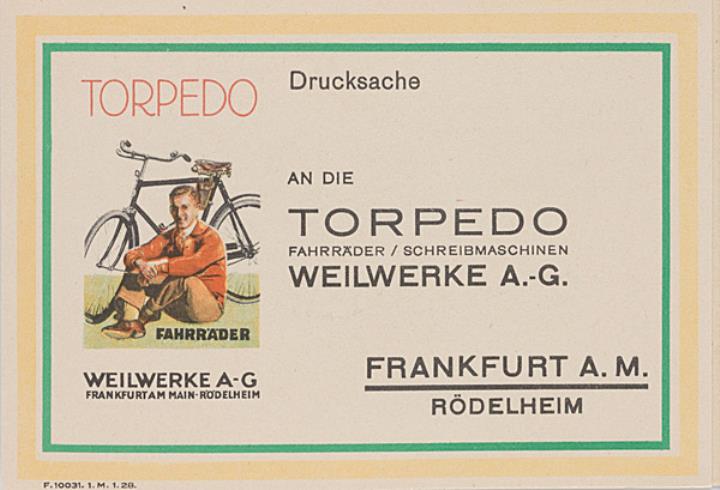 TORPEDO
FAHRRÄDER
WEILWERKE A-G
FRANKFURT AM MAIN-RÖDELHEIM
Drucksache
AN DIE
TORPEDO
FAHRRÄDER / SCHREIBMASCHINEN
WEILWERKE A.-G.
FRANKFURT A. M.
RÖDELHEIM
F. 10031. 1. M. 1. 28.